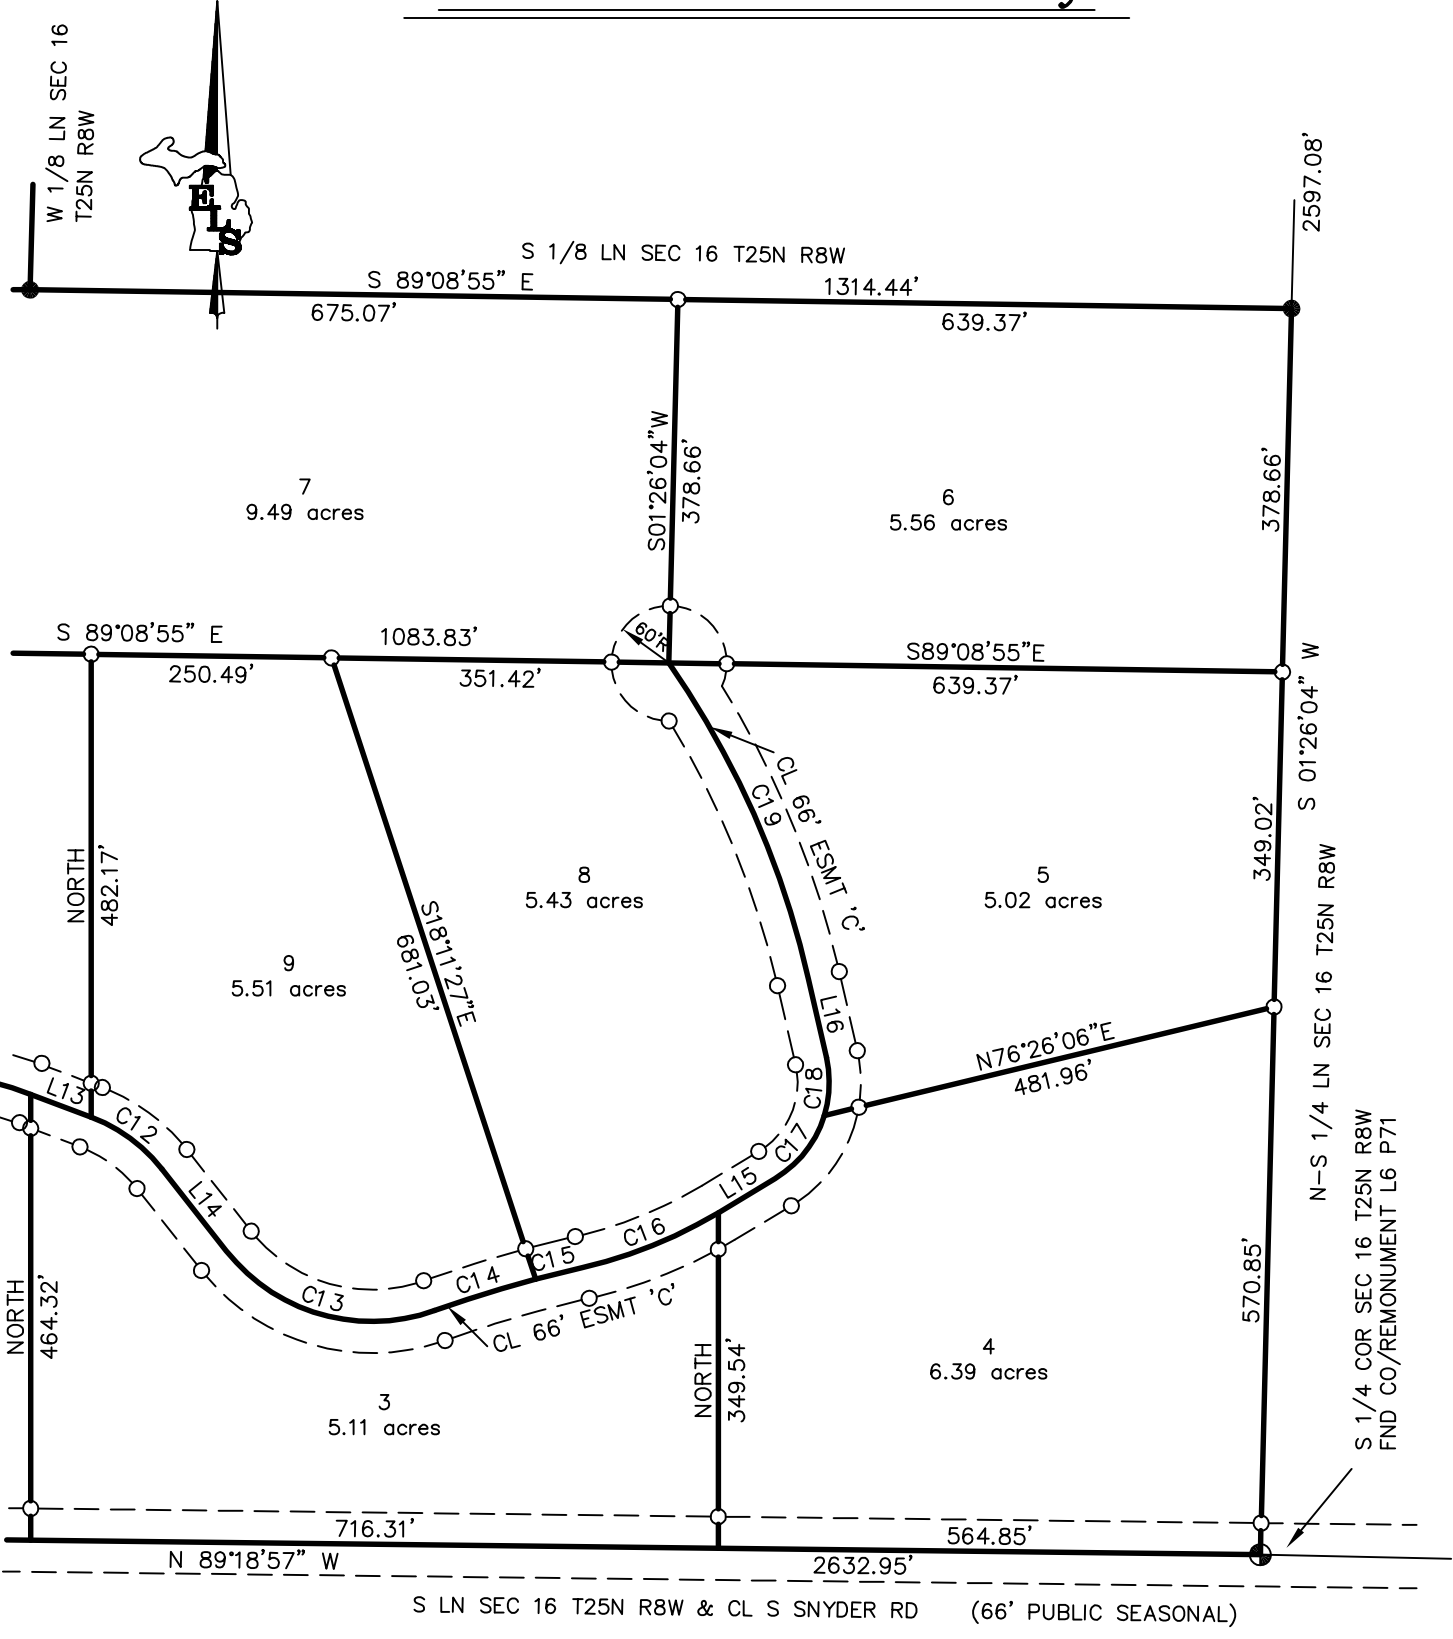 W 1/8 LN SEC 16
T25N R8W
E
L
S
2597.08'
S 1/8 LN SEC 16 T25N R8W
S 89°08'55" E
1314.44'
675.07'
639.37'
S01°26'04"W
378.66'
378.66'
7
9.49 acres
6
5.56 acres
60'R
S 89°08'55" E
1083.83'
S89°08'55"E
250.49'
351.42'
639.37'
S 01°26'04" W
CL 66' ESMT 'C'
C19
349.02'
NORTH
482.17'
8
5.43 acres
5
5.02 acres
S18°11'27"E
681.03'
9
5.51 acres
L16
N76°26'06"E
481.96'
N-S 1/4 LN SEC 16 T25N R8W
L13
C12
C18
C17
L14
L15
C16
C15
C14
C13
CL 66' ESMT 'C'
S 1/4 COR SEC 16 T25N R8W
FND CO/REMONUMENT L6 P71
NORTH
464.32'
570.85'
NORTH
349.54'
4
6.39 acres
3
5.11 acres
716.31'
564.85'
N 89°18'57" W
2632.95'
S LN SEC 16 T25N R8W & CL S SNYDER RD (66' PUBLIC SEASONAL)